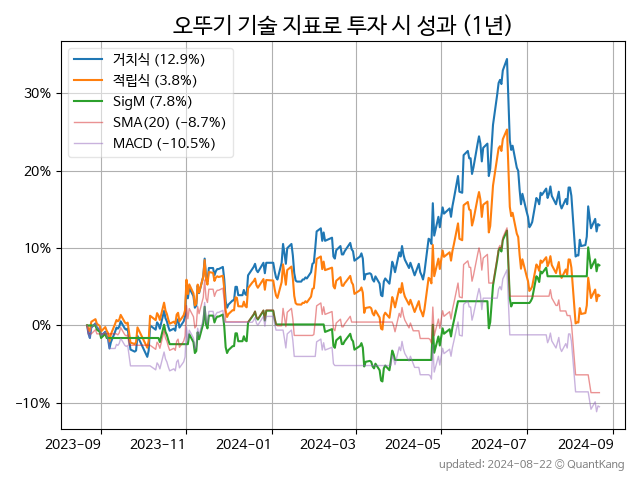 오뚜기 기술 지표로 투자 시 성과 (1년)
거치식 (12.9%)
적립식 (3.8%)
SigM (7.8%)
SMA(20) (−8.7%)
MACD (−10.5%)
30%
20%
10%
0%
−10%
2023-09 2023-11 2024-01 2024-03 2024-05 2024-07 2024-09
updated: 2024-08-22 © QuantKang